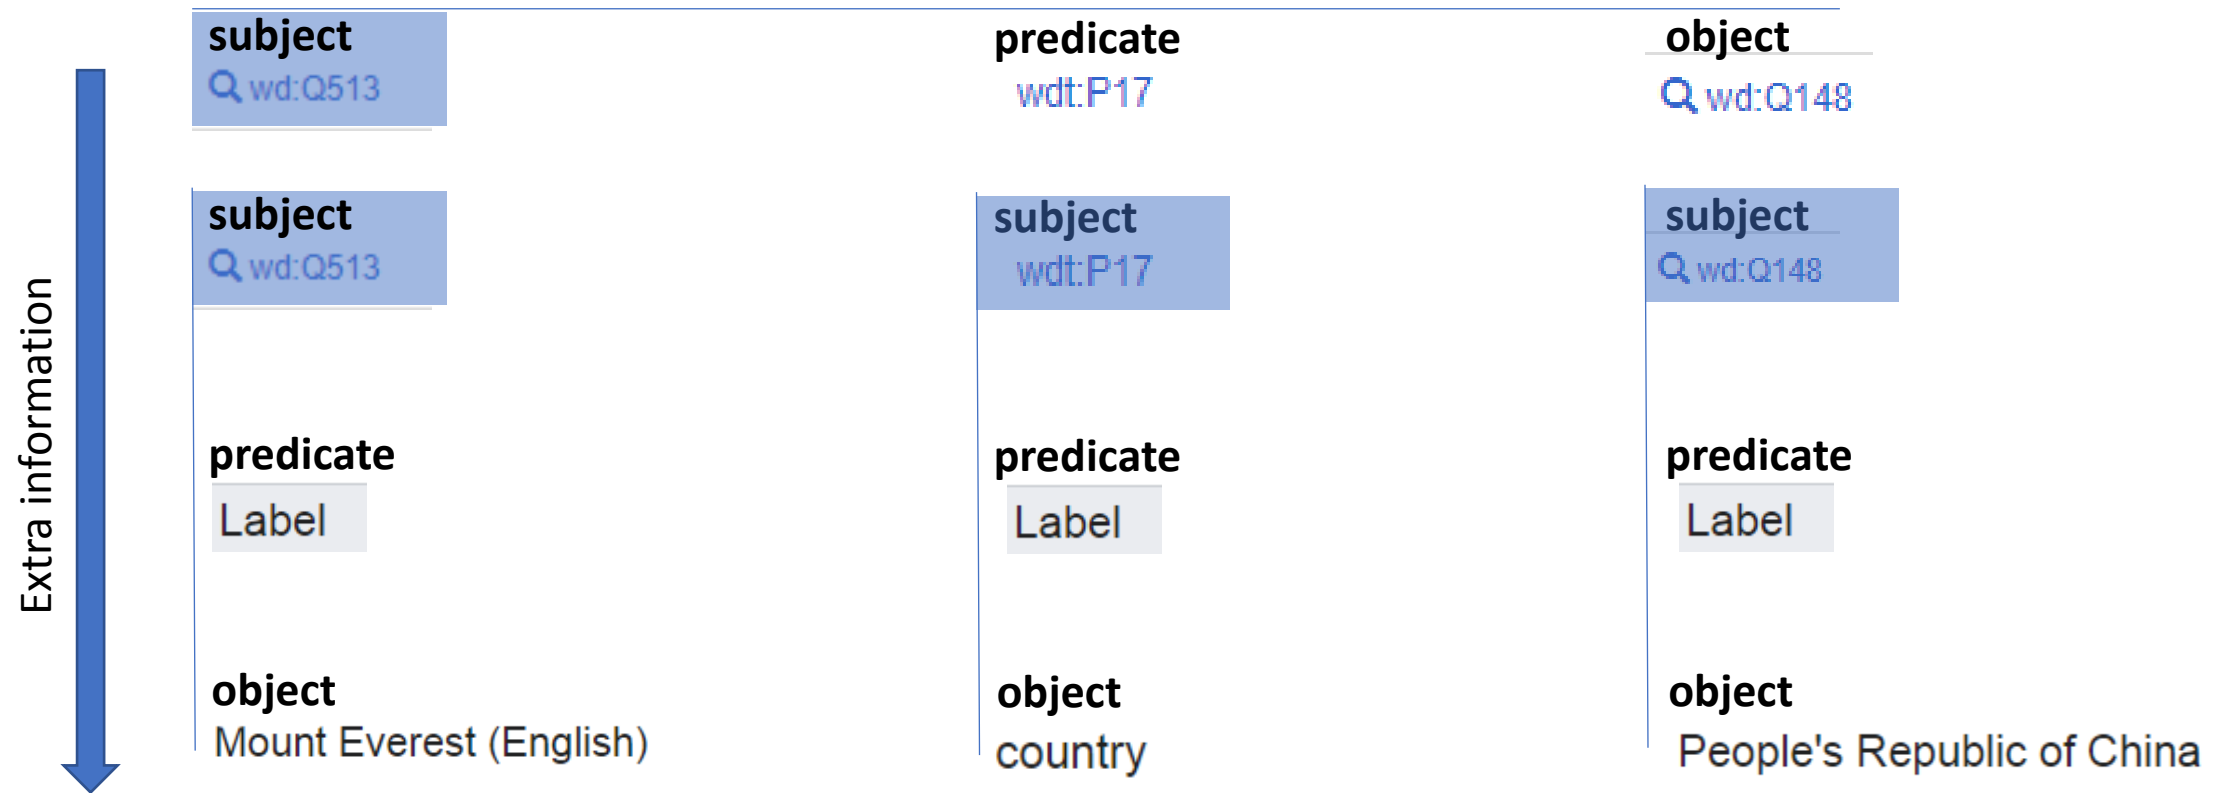 subject
wd:Q513
predicate
wdt:P17
object
wd:Q148
Extra information
subject
wd:Q513
predicate
Label
object
Mount Everest (English)
subject
wdt:P17
predicate
Label
object
country
subject
wd:Q148
predicate
Label
object
People's Republic of China